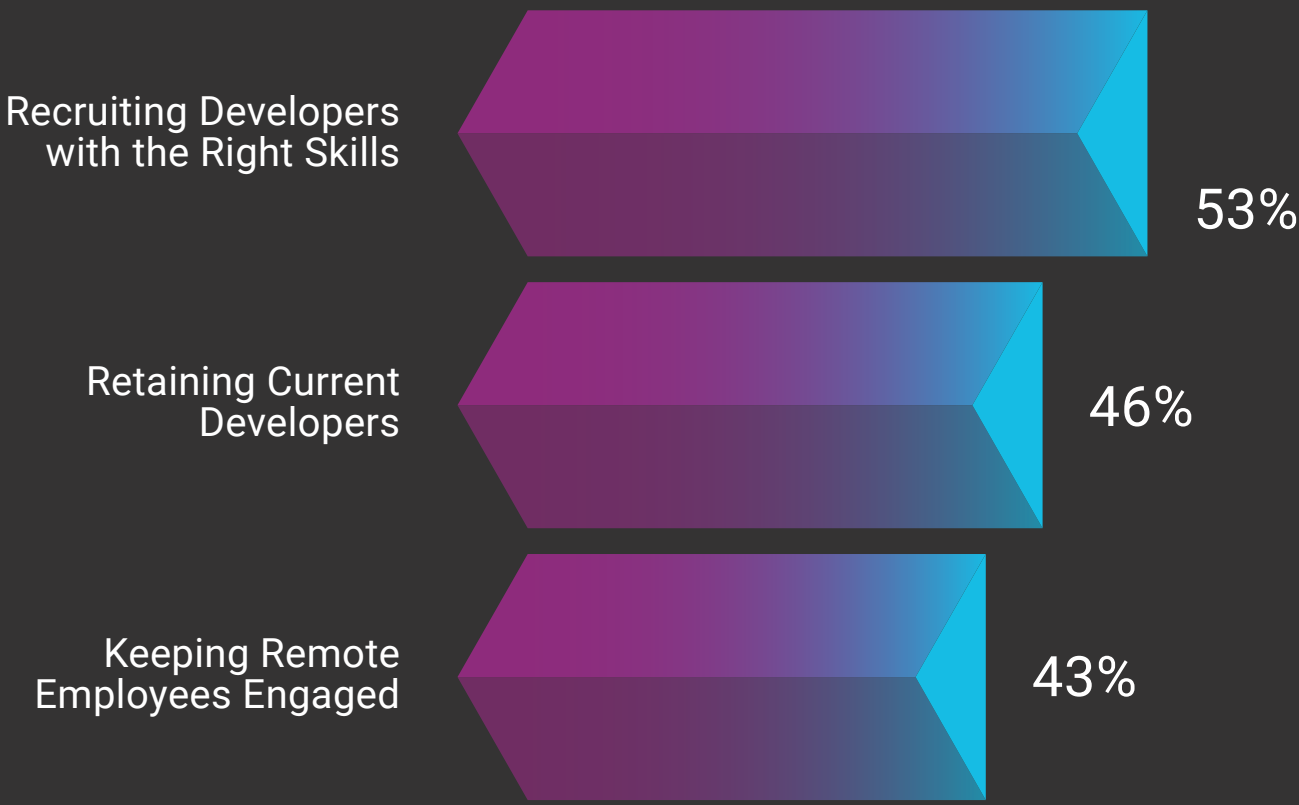 Recruiting Developers
with the Right Skills
53%
Retaining Current
Developers
46%
Keeping Remote
Employees Engaged
43%